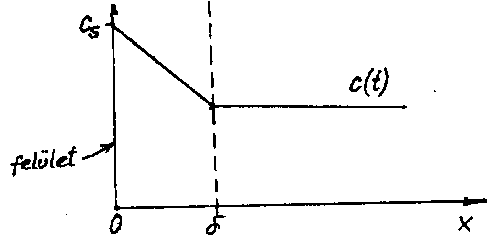 cₛ
c(t)
felület
0 δ x